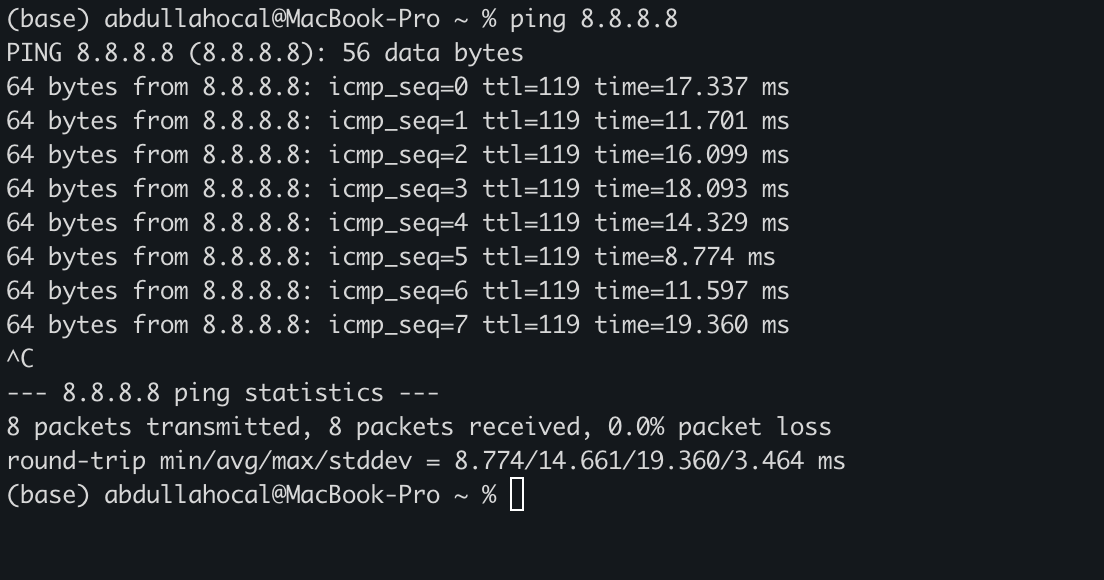 (base) abdullahocal@MacBook-Pro ~ % ping 8.8.8.8
PING 8.8.8.8 (8.8.8.8): 56 data bytes
64 bytes from 8.8.8.8: icmp_seq=0 ttl=119 time=17.337 ms
64 bytes from 8.8.8.8: icmp_seq=1 ttl=119 time=11.701 ms
64 bytes from 8.8.8.8: icmp_seq=2 ttl=119 time=16.099 ms
64 bytes from 8.8.8.8: icmp_seq=3 ttl=119 time=18.093 ms
64 bytes from 8.8.8.8: icmp_seq=4 ttl=119 time=14.329 ms
64 bytes from 8.8.8.8: icmp_seq=5 ttl=119 time=8.774 ms
64 bytes from 8.8.8.8: icmp_seq=6 ttl=119 time=11.597 ms
64 bytes from 8.8.8.8: icmp_seq=7 ttl=119 time=19.360 ms
^C
--- 8.8.8.8 ping statistics ---
8 packets transmitted, 8 packets received, 0.0% packet loss
round-trip min/avg/max/stddev = 8.774/14.661/19.360/3.464 ms
(base) abdullahocal@MacBook-Pro ~ %